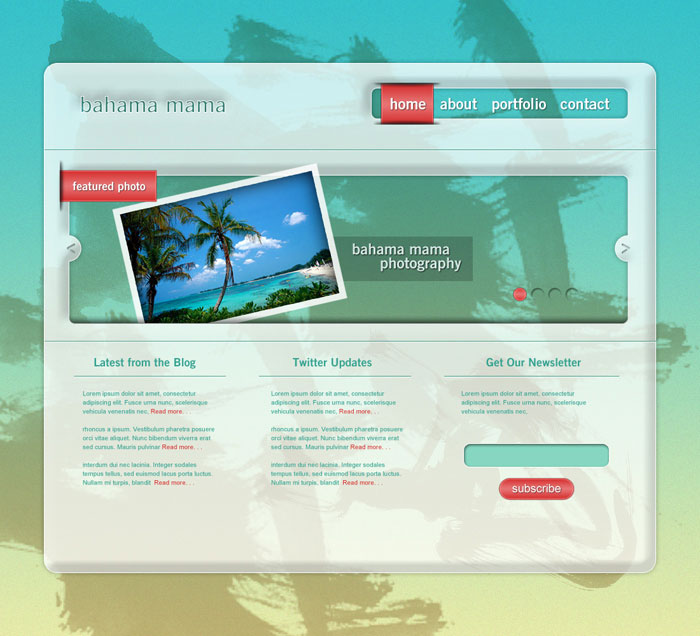 bahama mama
home about portfolio contact
featured photo
bahama mama
photography
Latest from the Blog
Lorem ipsum dolor sit amet, consectetur
adipiscing elit. Fusce urna nunc, scelerisque
vehicula venenatis nec, Read more. . .
rhoncus a ipsum. Vestibulum pharetra posuere
orci vitae aliquet. Nunc bibendum viverra erat
sed cursus. Mauris pulvinar Read more. . .
interdum dui nec lacinia. Integer sodales
tempus tellus, sed euismod lacus porta luctus.
Nullam mi turpis, blandit Read more. . .
Twitter Updates
Lorem ipsum dolor sit amet, consectetur
adipiscing elit. Fusce urna nunc, scelerisque
vehicula venenatis nec, Read more. . .
rhoncus a ipsum. Vestibulum pharetra posuere
orci vitae aliquet. Nunc bibendum viverra erat
sed cursus. Mauris pulvinar Read more. . .
interdum dui nec lacinia. Integer sodales
tempus tellus, sed euismod lacus porta luctus.
Nullam mi turpis, blandit Read more. . .
Get Our Newsletter
Lorem ipsum dolor sit amet, consectetur
adipiscing elit. Fusce urna nunc, scelerisque
vehicula venenatis nec,
subscribe